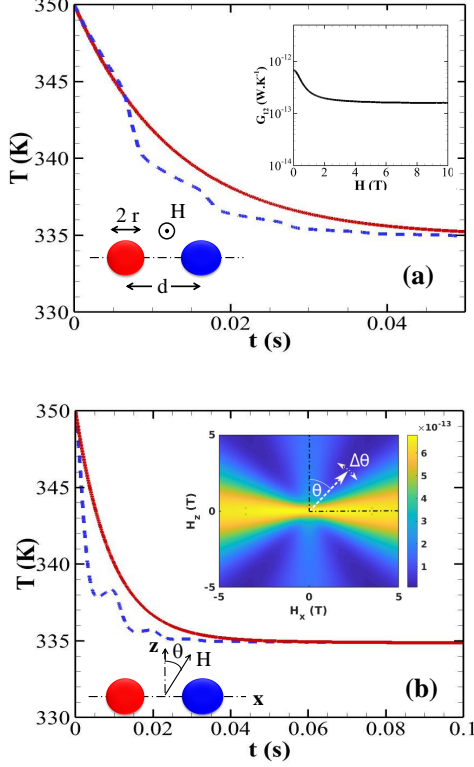 350
345
340
335
330
T (K)
0
0.02
0.04
t (s)
10⁻¹²
10⁻¹³
10⁻¹⁴
G₁₂ (W.K⁻¹)
0 2 4 6 8 10
H (T)
2 r
H
d
(a)
350
345
340
335
330
T (K)
0 0.02 0.04 0.06 0.08 0.1
t (s)
5
0
-5
H_z (T)
-5 0 5
H_x (T)
θ
Δθ
×10⁻¹³
6
5
4
3
2
1
z
θ
H
x
(b)